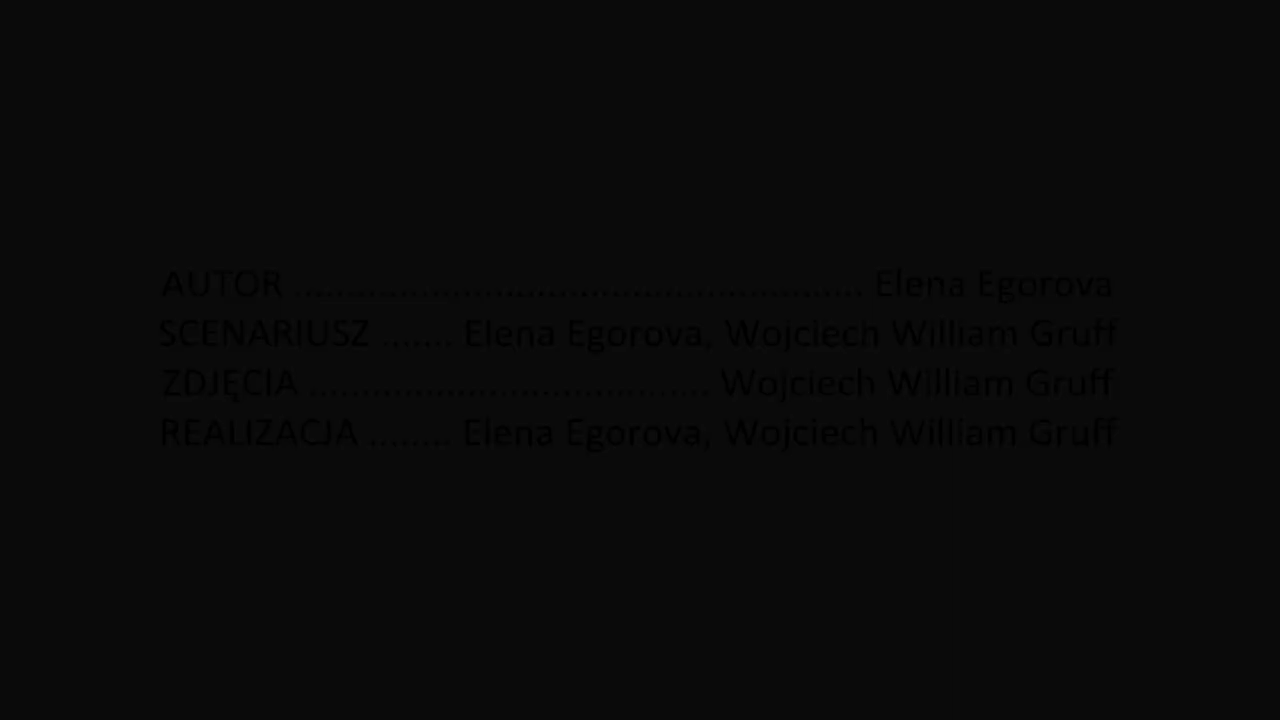 AUTOR ...................................................... Elena Egorova
SCENARIUSZ ....... Elena Egorova, Wojciech William Gruff
ZDJĘCIA ...................................... Wojciech William Gruff
REALIZACJA ........ Elena Egorova, Wojciech William Gruff